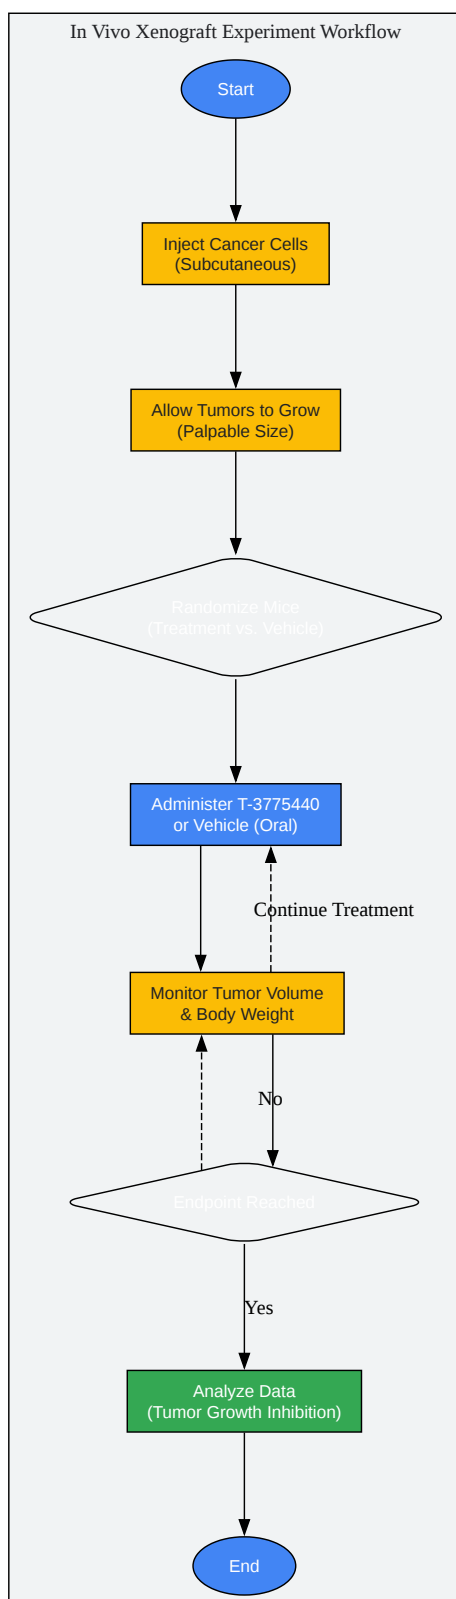 In Vivo Xenograft Experiment Workflow
Start
Inject Cancer Cells
(Subcutaneous)
Allow Tumors to Grow
(Palpable Size)
Randomize Mice
(Treatment vs. Vehicle)
Administer T-3775440
or Vehicle (Oral)
Continue Treatment
Monitor Tumor Volume
& Body Weight
No
Endpoint Reached
Yes
Analyze Data
(Tumor Growth Inhibition)
End